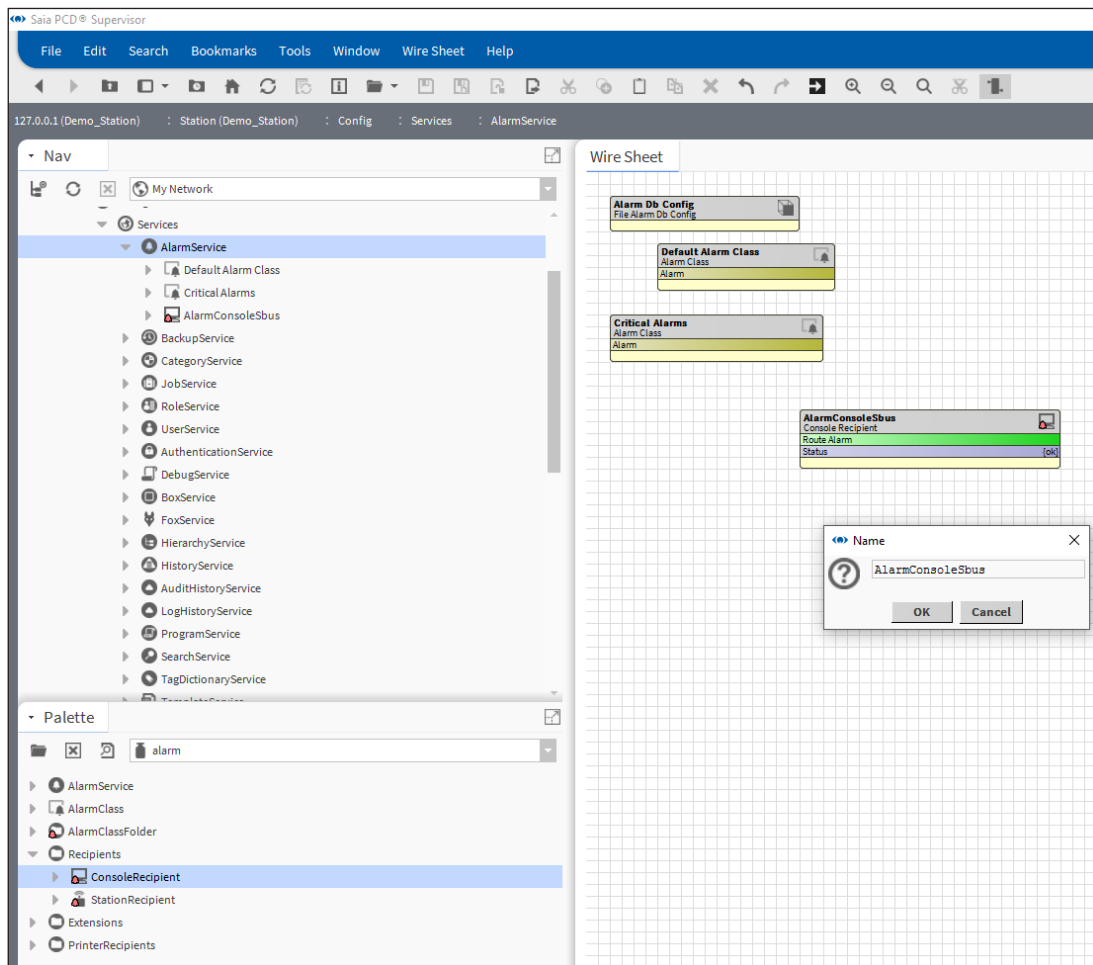 Saia PCD® Supervisor
File Edit Search Bookmarks Tools Window Wire Sheet Help
127.0.0.1 (Demo_Station) : Station (Demo_Station) : Config : Services : AlarmService
Nav
My Network
Services
AlarmService
Default Alarm Class
Critical Alarms
AlarmConsoleSbus
BackupService
CategoryService
JobService
RoleService
UserService
AuthenticationService
DebugService
BoxService
FoxService
HierarchyService
HistoryService
AuditHistoryService
LogHistoryService
ProgramService
SearchService
TagDictionaryService
TemplateService
Palette
alarm
AlarmService
AlarmClass
AlarmClassFolder
Recipients
ConsoleRecipient
StationRecipient
Extensions
PrinterRecipients
Wire Sheet
Alarm Db Config
File Alarm Db Config
Default Alarm Class
Alarm Class
Alarm
Critical Alarms
Alarm Class
Alarm
AlarmConsoleSbus
Console Recipient
Route Alarm
Status {ok}
Name
AlarmConsoleSbus
OK Cancel